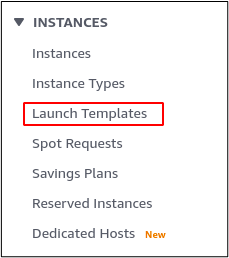 INSTANCES
Instances
Instance Types
Launch Templates
Spot Requests
Savings Plans
Reserved Instances
Dedicated Hosts New